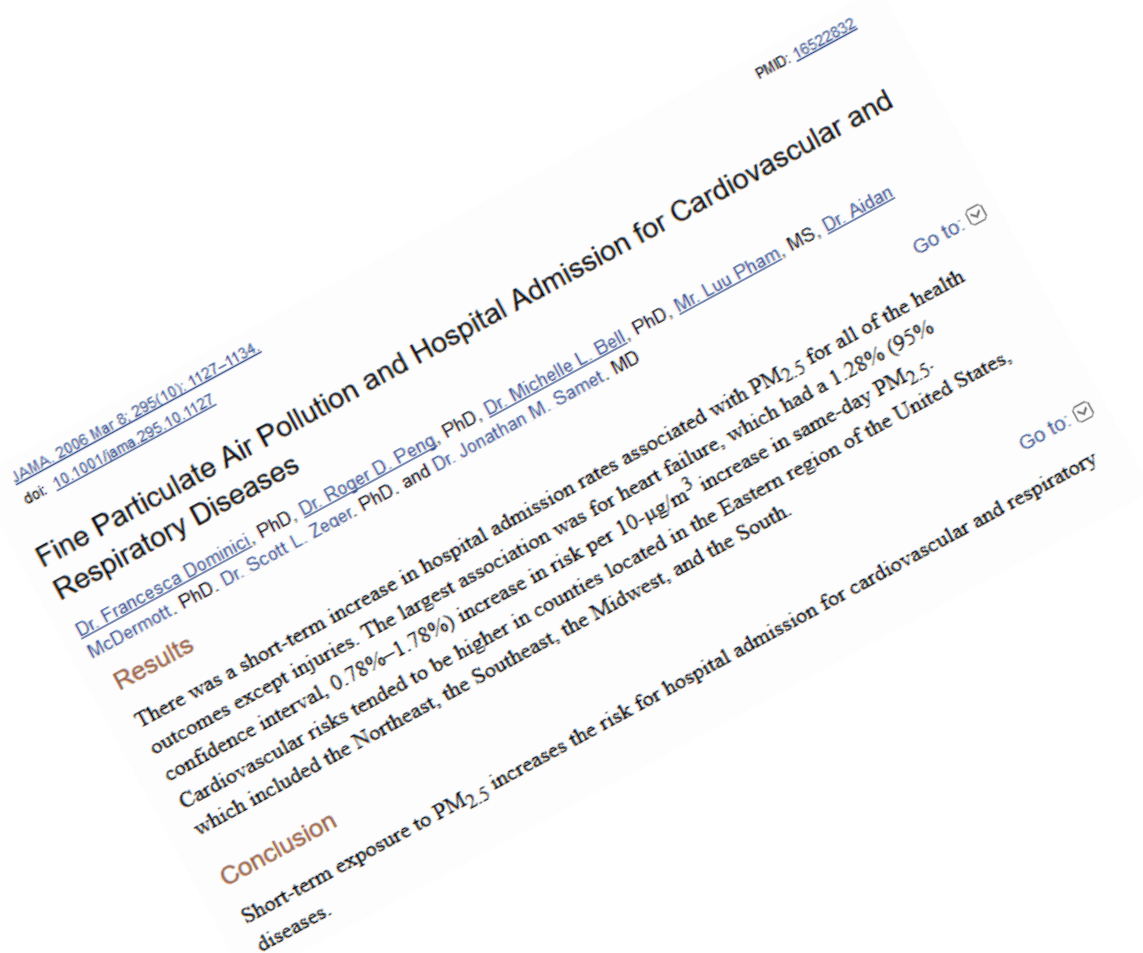 PMID: 16522832
JAMA. 2006 Mar 8; 295(10): 1127–1134.
doi: 10.1001/jama.295.10.1127
Fine Particulate Air Pollution and Hospital Admission for Cardiovascular and
Respiratory Diseases
Dr. Francesca Dominici, PhD, Dr. Roger D. Peng, PhD, Dr. Michelle L. Bell, PhD, Mr. Luu Pham, MS, Dr. Aidan
McDermott, PhD, Dr. Scott L. Zeger, PhD, and Dr. Jonathan M. Samet, MD
Results
Go to:
There was a short-term increase in hospital admission rates associated with PM2.5 for all of the health
outcomes except injuries. The largest association was for heart failure, which had a 1.28% (95%
confidence interval, 0.78%–1.78%) increase in risk per 10-μg/m³ increase in same-day PM2.5.
Cardiovascular risks tended to be higher in counties located in the Eastern region of the United States,
which included the Northeast, the Southeast, the Midwest, and the South.
Conclusion
Go to:
Short-term exposure to PM2.5 increases the risk for hospital admission for cardiovascular and respiratory
diseases.